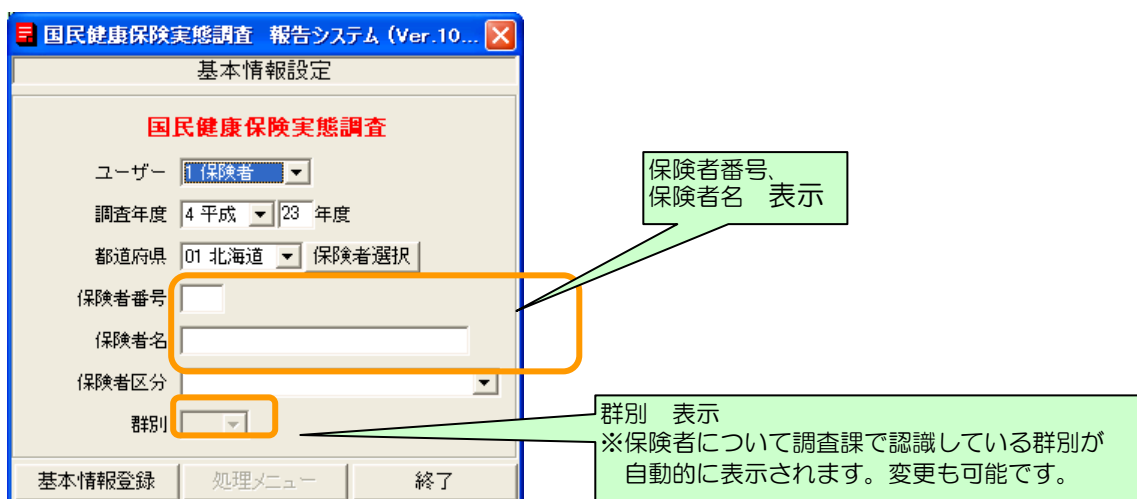 国民健康保険実態調査 報告システム (Ver.10...
基本情報設定
国民健康保険実態調査
ユーザー 1 保険者
調査年度 4 平成 23 年度
都道府県 01 北海道 保険者選択
保険者番号
保険者名
保険者区分
群別
基本情報登録 処理メニュー 終了
保険者番号、
保険者名 表示
群別 表示
※保険者について調査課で認識している群別が
自動的に表示されます。変更も可能です。